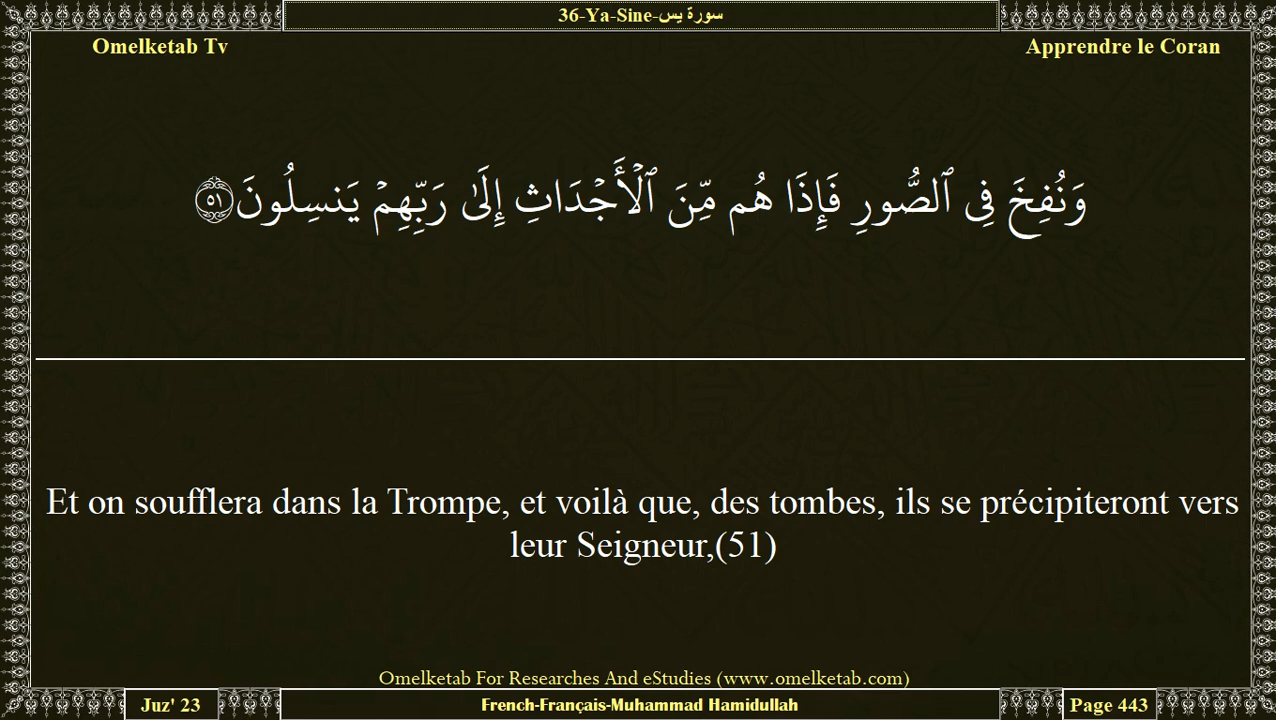 36-Ya-Sine-سورة يس
Omelketab Tv
Apprendre le Coran
وَنُفِخَ فِى ٱلصُّورِ فَإِذَا هُم مِّنَ ٱلْأَجْدَاثِ إِلَىٰ رَبِّهِمْ يَنسِلُونَ ٥١
Et on soufflera dans la Trompe, et voilà que, des tombes, ils se précipiteront vers
leur Seigneur,(51)
Omelketab For Researches And eStudies (www.omelketab.com)
Juz' 23
French-Français-Muhammad Hamidullah
Page 443